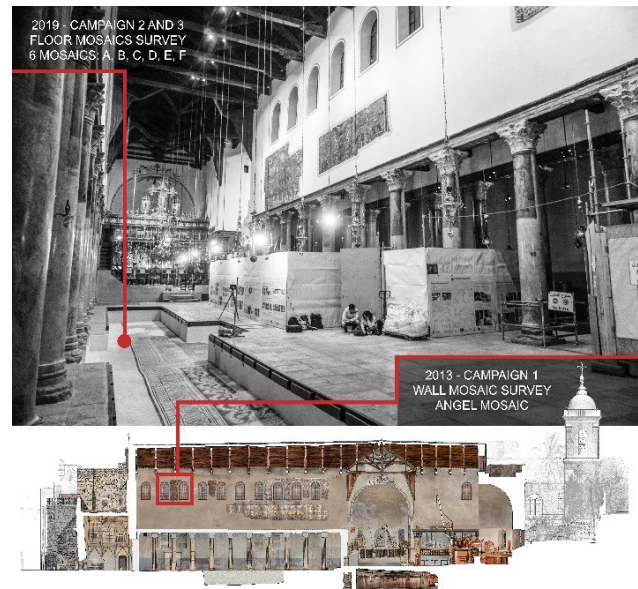 2019 - CAMPAIGN 2 AND 3
FLOOR MOSAICS SURVEY
6 MOSAICS: A, B, C, D, E, F
2013 - CAMPAIGN 1
WALL MOSAIC SURVEY
ANGEL MOSAIC